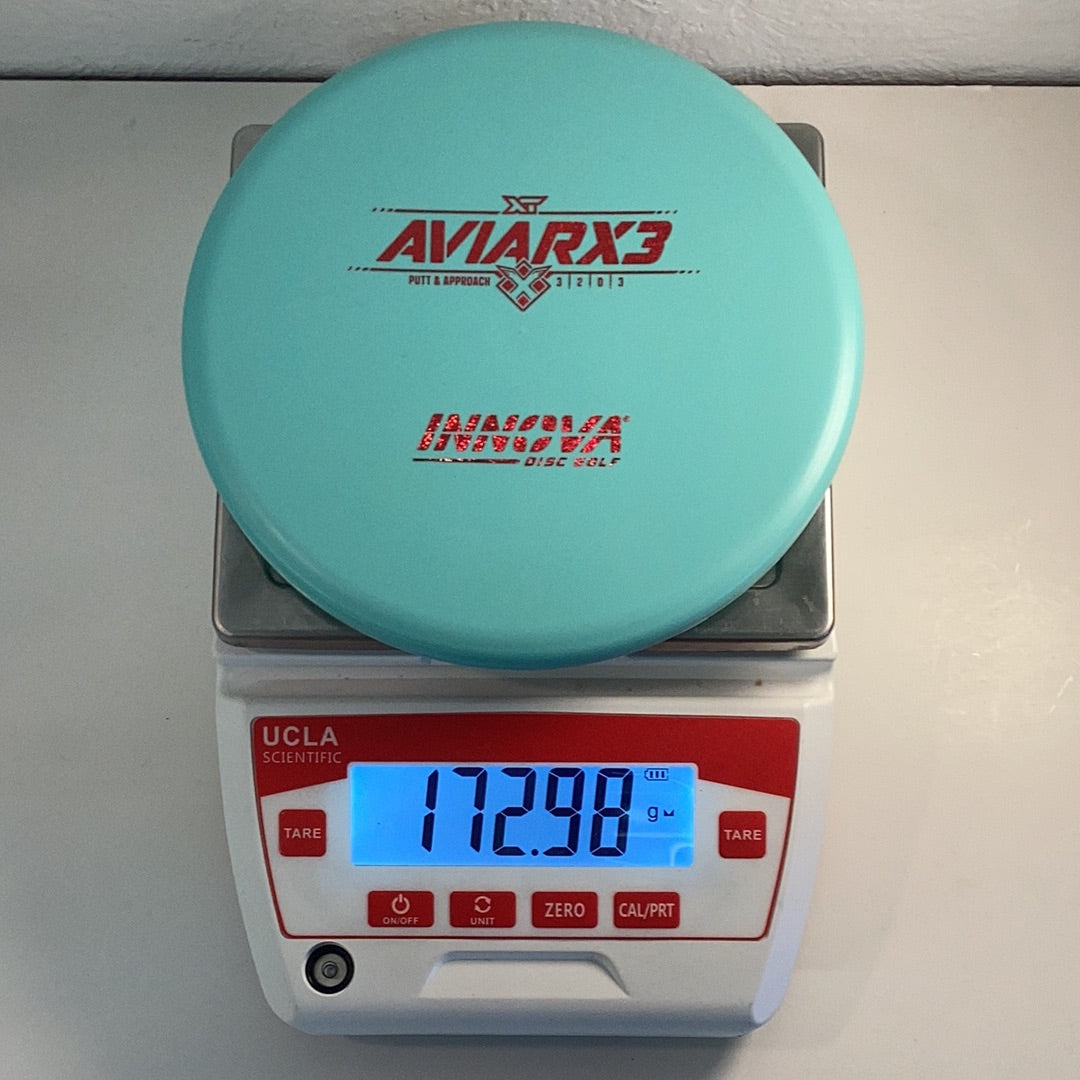 XT
AVIARX3
PUTT & APPROACH 3 | 2 | 0 | 3
INNOVA®
DISC GOLF
UCLA
SCIENTIFIC
172.98 g
TARE
TARE
ON/OFF
UNIT
ZERO
CAL/PRT